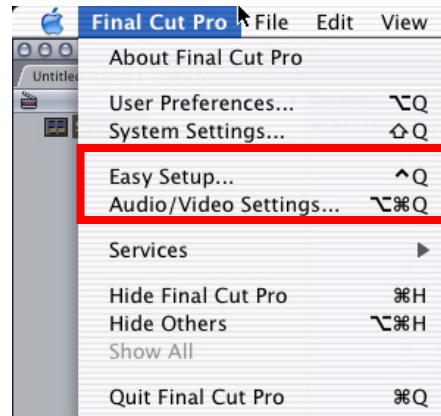 Final Cut Pro File Edit View
About Final Cut Pro
User Preferences... ⌥Q
System Settings... ⇧Q
Easy Setup... ^Q
Audio/Video Settings... ⌥⌘Q
Services
Hide Final Cut Pro ⌘H
Hide Others ⌥⌘H
Show All
Quit Final Cut Pro ⌘Q